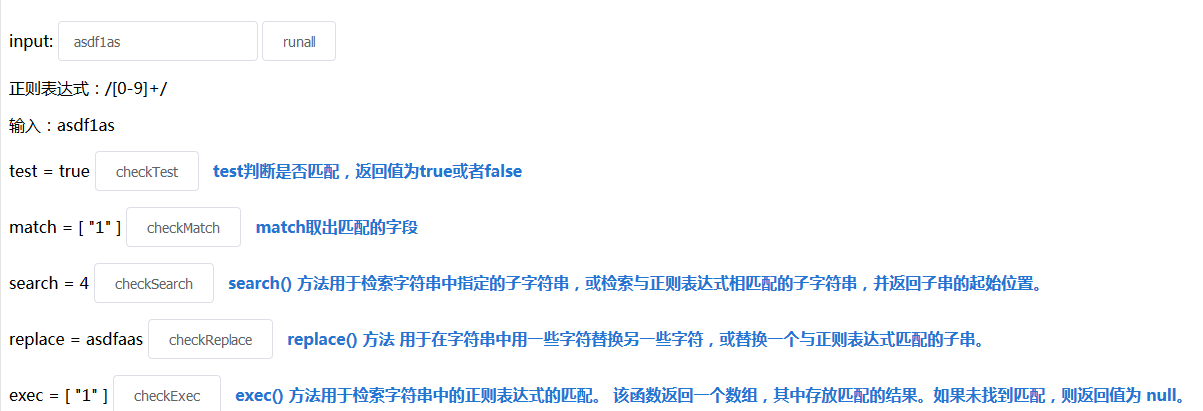 input: asdf1as runall
正则表达式：/[0-9]+/
输入：asdf1as
test = true checkTest test判断是否匹配，返回值为true或者false
match = [ "1" ] checkMatch match取出匹配的字段
search = 4 checkSearch search() 方法用于检索字符串中指定的子字符串，或检索与正则表达式相匹配的子字符串，并返回子串的起始位置。
replace = asdfaas checkReplace replace() 方法 用于在字符串中用一些字符替换另一些字符，或替换一个与正则表达式匹配的子串。
exec = [ "1" ] checkExec exec() 方法用于检索字符串中的正则表达式的匹配。 该函数返回一个数组，其中存放匹配的结果。如果未找到匹配，则返回值为 null。